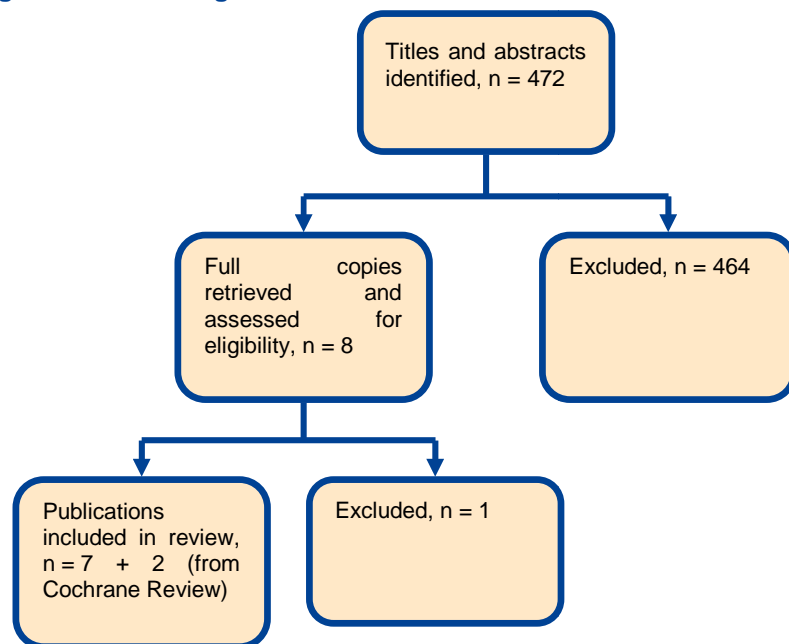 Titles and abstracts
identified, n = 472
Full copies
retrieved and
assessed for
eligibility, n = 8
Excluded, n = 464
Publications
included in review,
n = 7 + 2 (from
Cochrane Review)
Excluded, n = 1